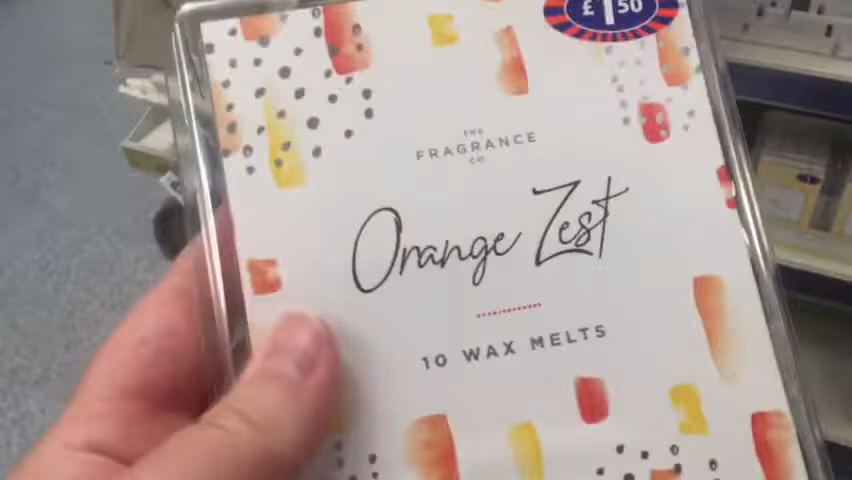 £1.50
THE
FRAGRANCE
CO.
Orange Zest
10 WAX MELTS